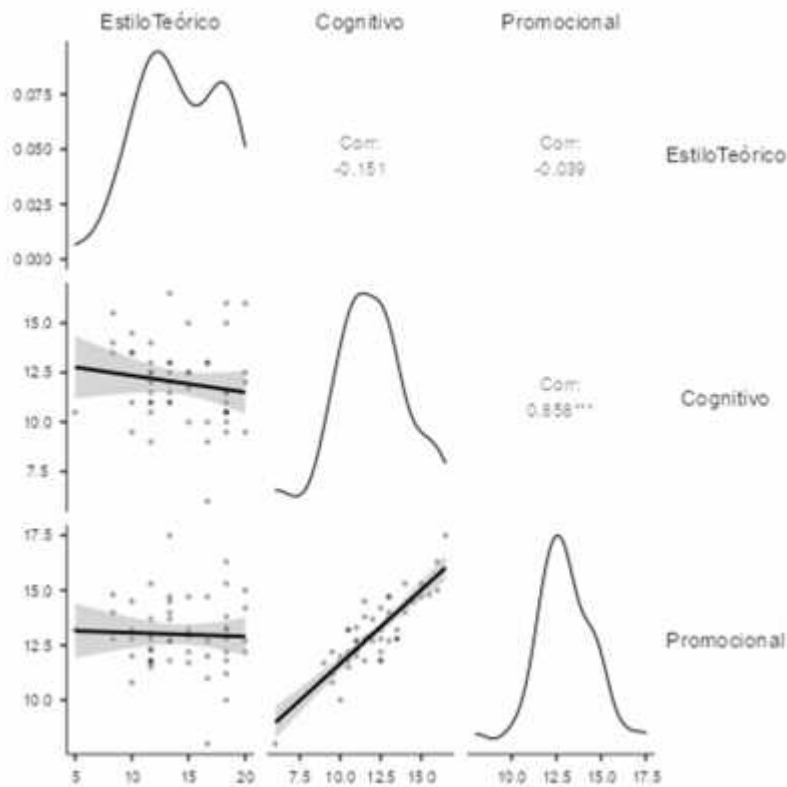 EstiloTeórico Cognitivo Promocional
0.075
0.050
0.025
0.000
Corr:
-0.151
Corr:
-0.039
EstiloTeórico
15.0
12.5
10.0
7.5
Corr:
0.858***
Cognitivo
17.5
15.0
12.5
10.0
Promocional
5 10 15 20 7.5 10.0 12.5 15.0 10.0 12.5 15.0 17.5